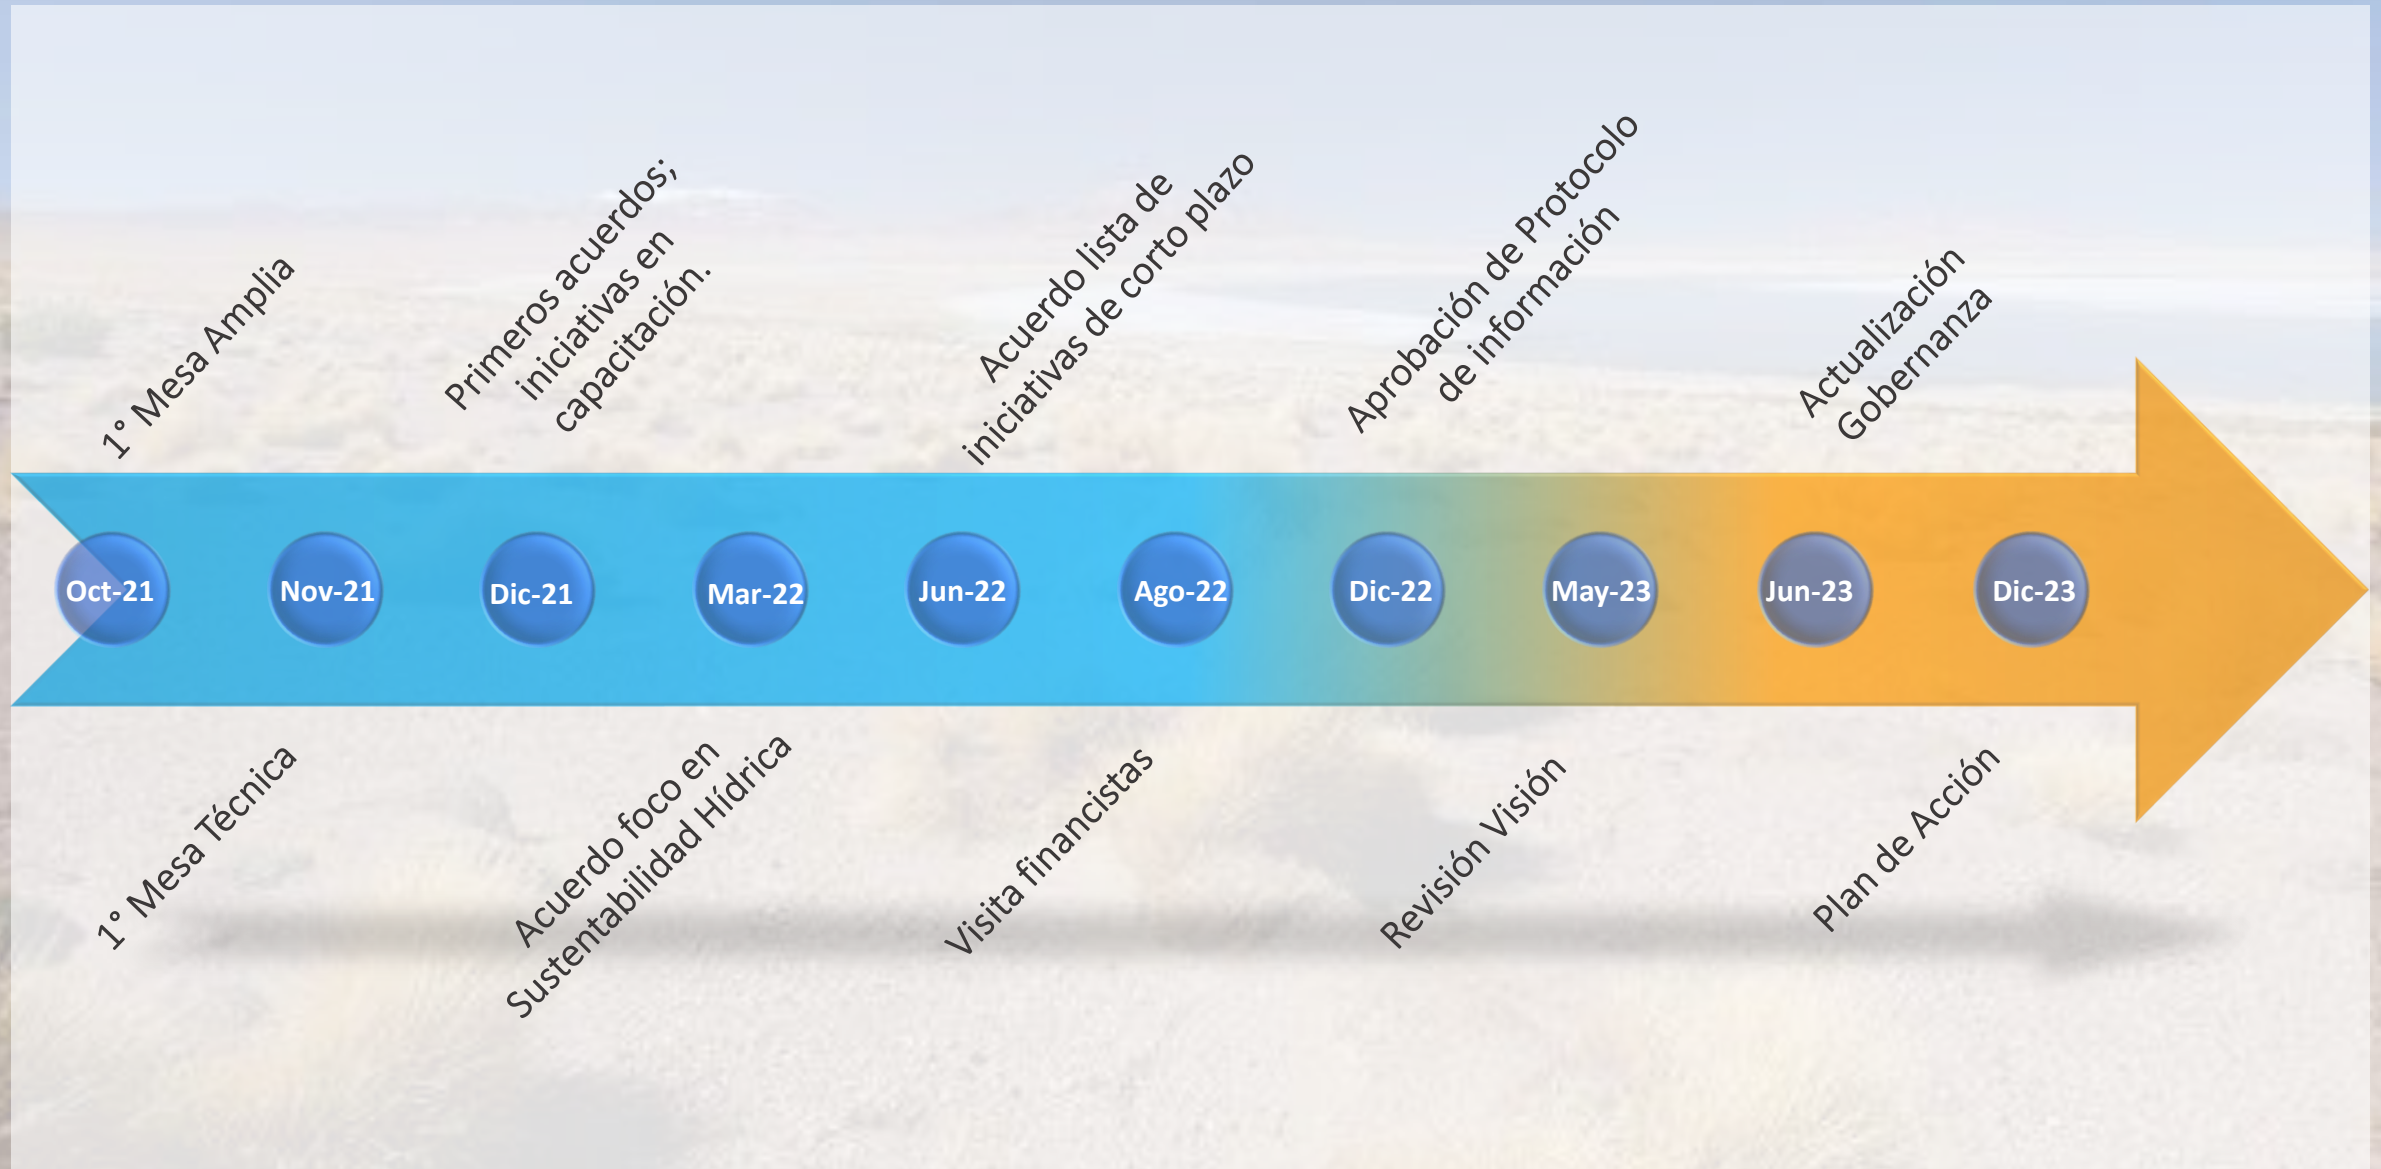 1° Mesa Amplia
Primeros acuerdos;
iniciativas en
capacitación.
Acuerdo lista de
iniciativas de corto plazo
Aprobación de Protocolo
de información
Actualización
Gobernanza
Oct-21
Nov-21
Dic-21
Mar-22
Jun-22
Ago-22
Dic-22
May-23
Jun-23
Dic-23
1° Mesa Técnica
Acuerdo foco en
Sustentabilidad Hídrica
Visita financistas
Revisión Visión
Plan de Acción